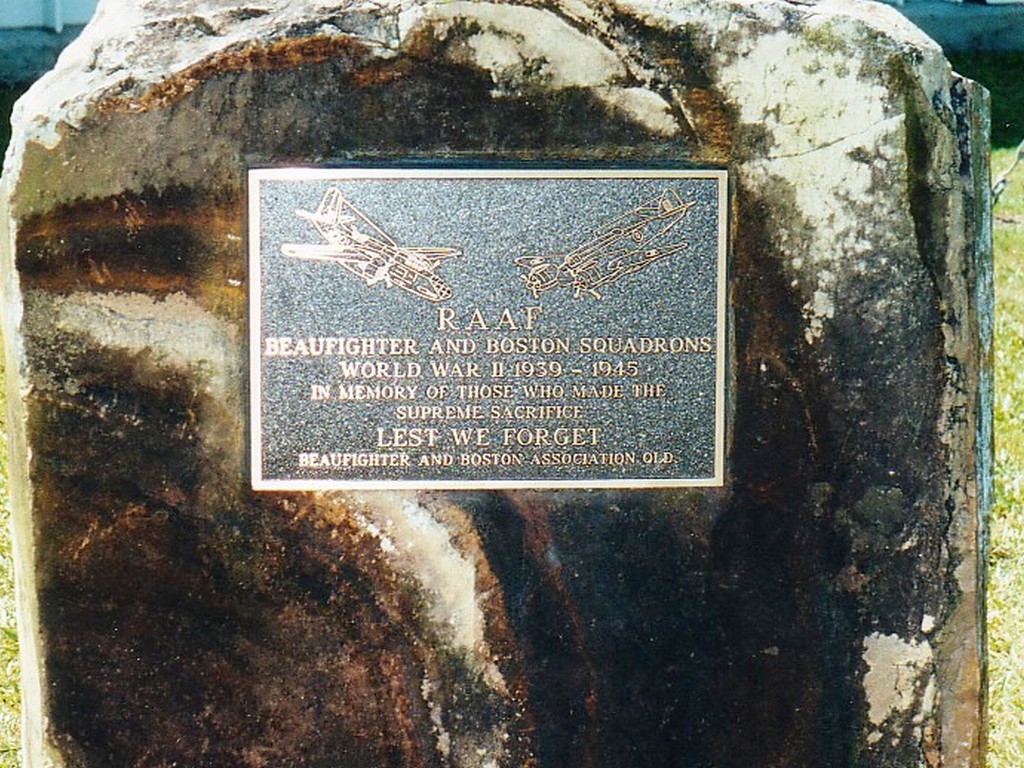 RAAF
BEAUFIGHTER AND BOSTON SQUADRONS
WORLD WAR II 1939 - 1945
IN MEMORY OF THOSE WHO MADE THE
SUPREME SACRIFICE
LEST WE FORGET
BEAUFIGHTER AND BOSTON ASSOCIATION QLD.